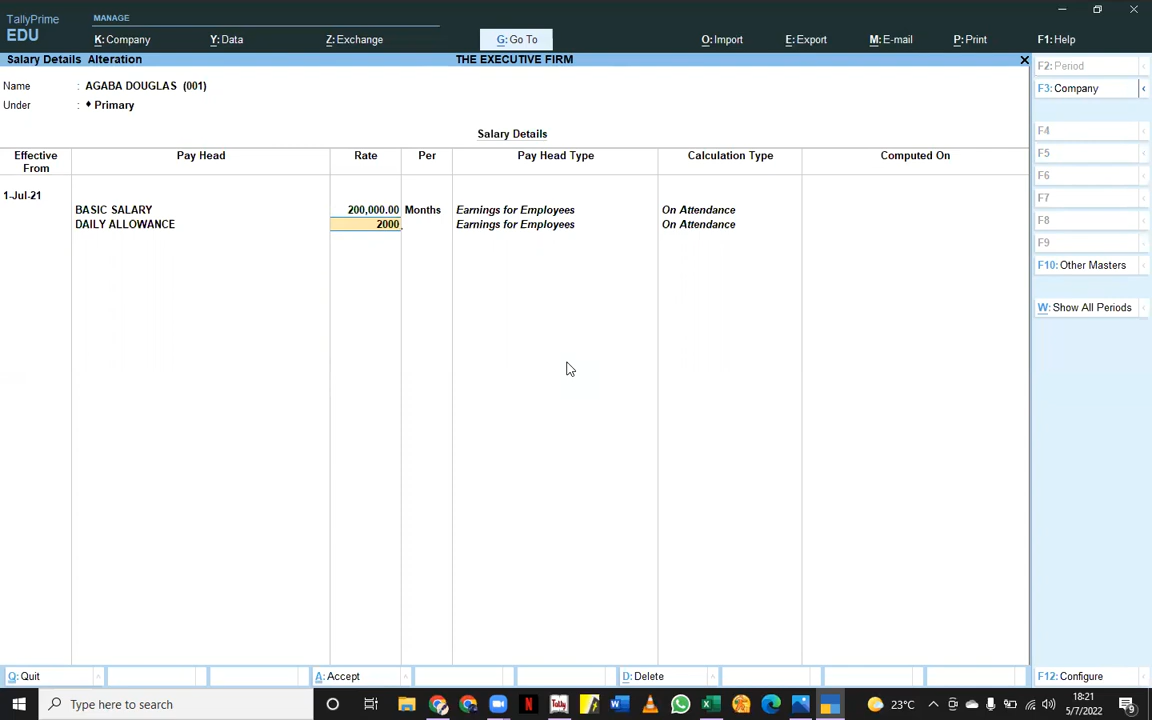 TallyPrime
EDU
MANAGE
K: Company
Y: Data
Z: Exchange
G: Go To
O: Import
E: Export
M: E-mail
P: Print
F1: Help
Salary Details Alteration
THE EXECUTIVE FIRM
F2: Period
F3: Company
Name : AGABA DOUGLAS (001)
Under : ♦ Primary
Salary Details
F4
F5
F6
F7
F8
F9
F10: Other Masters
W: Show All Periods
Effective From
Pay Head
Rate
Per
Pay Head Type
Calculation Type
Computed On
1-Jul-21
BASIC SALARY 200,000.00 Months Earnings for Employees On Attendance
DAILY ALLOWANCE 2000 Earnings for Employees On Attendance
Q: Quit
A: Accept
D: Delete
F12: Configure
Type here to search
Tally
23°C
18:21
5/7/2022
9